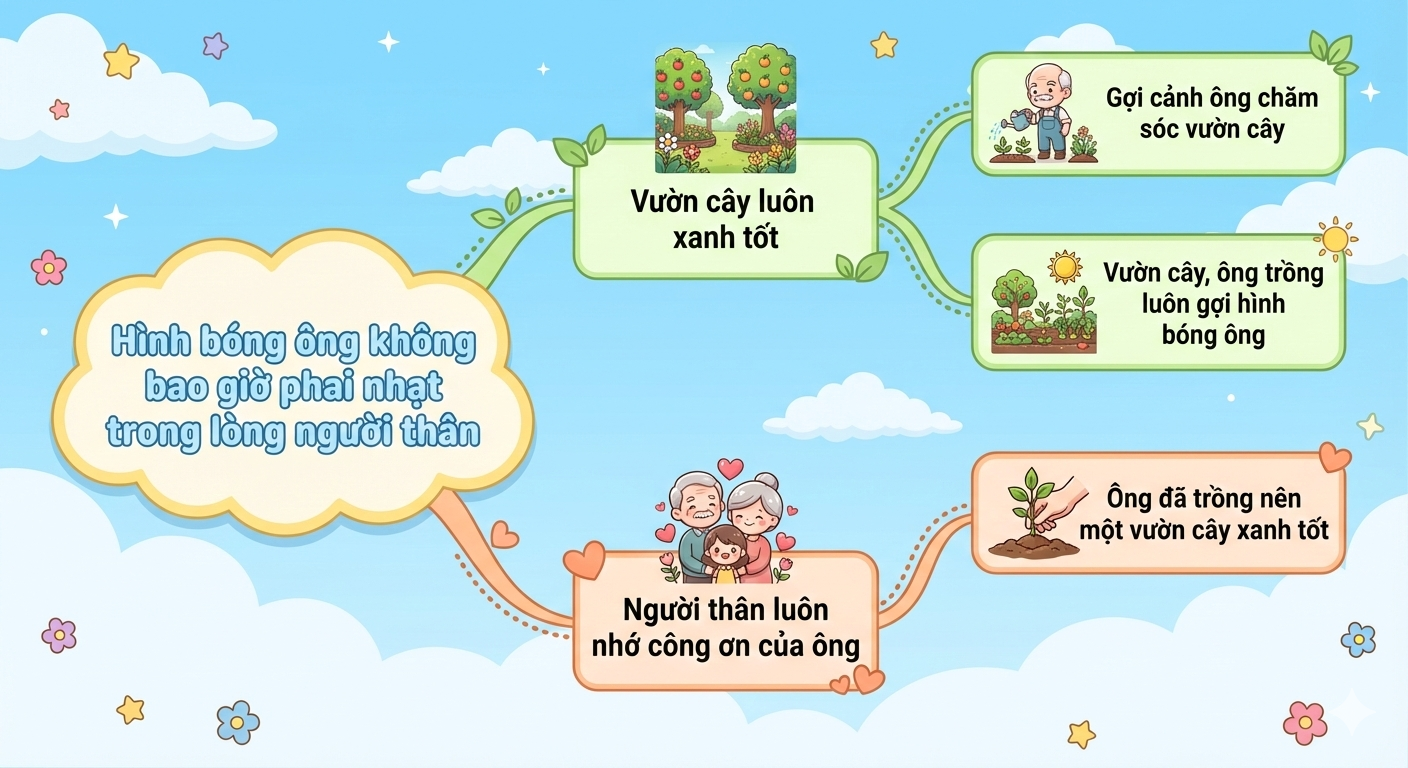 Hình bóng ông không
bao giờ phai nhạt
trong lòng người thân
Vườn cây luôn
xanh tốt
Gợi cảnh ông chăm
sóc vườn cây
Vườn cây, ông trồng
luôn gợi hình
bóng ông
Người thân luôn
nhớ công ơn của ông
Ông đã trồng nên
một vườn cây xanh tốt